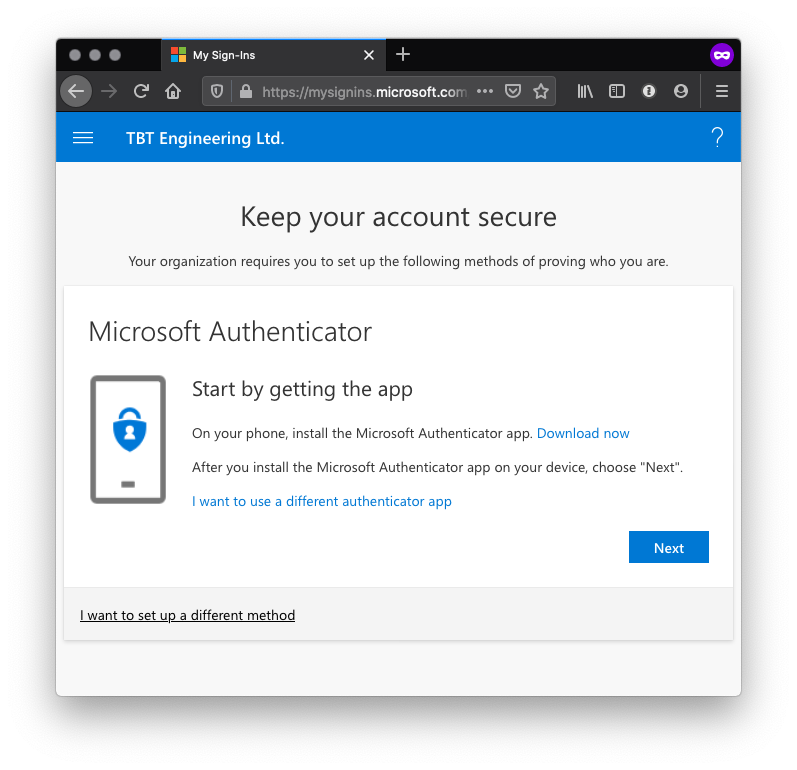 My Sign-Ins
https://mysignins.microsoft.com
TBT Engineering Ltd.
?
Keep your account secure
Your organization requires you to set up the following methods of proving who you are.
Microsoft Authenticator
Start by getting the app
On your phone, install the Microsoft Authenticator app. Download now
After you install the Microsoft Authenticator app on your device, choose "Next".
I want to use a different authenticator app
Next
I want to set up a different method